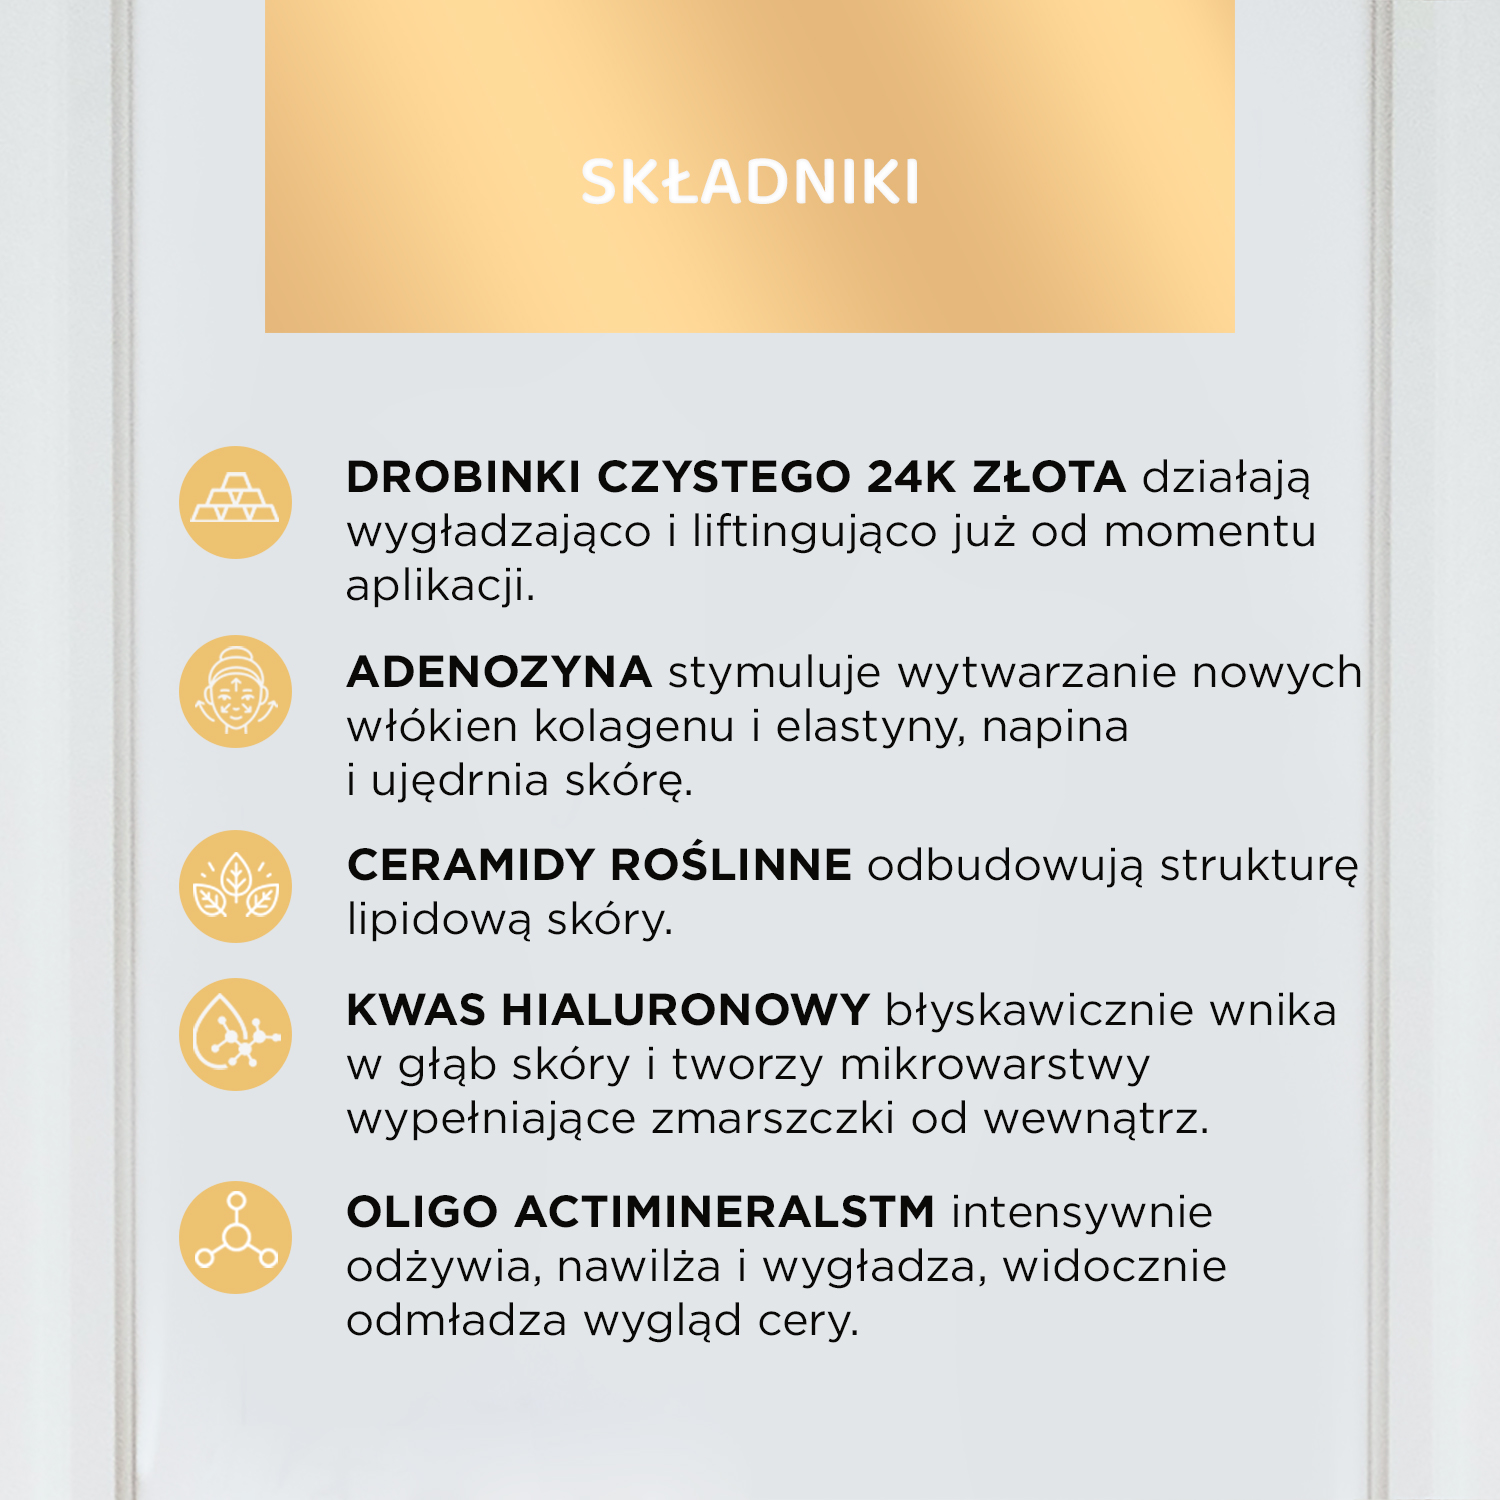 SKŁADNIKI
DROBINKI CZYSTEGO 24K ZŁOTA działają
wygładzająco i liftingująco już od momentu
aplikacji.
ADENOZYNA stymuluje wytwarzanie nowych
włókien kolagenu i elastyny, napina
i ujędrnia skórę.
CERAMIDY ROŚLINNE odbudowują strukturę
lipidową skóry.
KWAS HIALURONOWY błyskawicznie wnika
w głąb skóry i tworzy mikrowarstwy
wypełniające zmarszczki od wewnątrz.
OLIGO ACTIMINERALSTM intensywnie
odżywia, nawilża i wygładza, widocznie
odmładza wygląd cery.